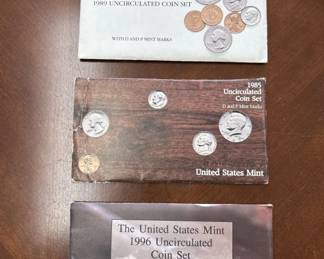 1989 UNCIRCULATED COIN SET
WITH D AND P MINT MARKS
1985
Uncirculated
Coin Set
D and P Mint Marks
United States Mint
The United States Mint
1996 Uncirculated
Coin Set